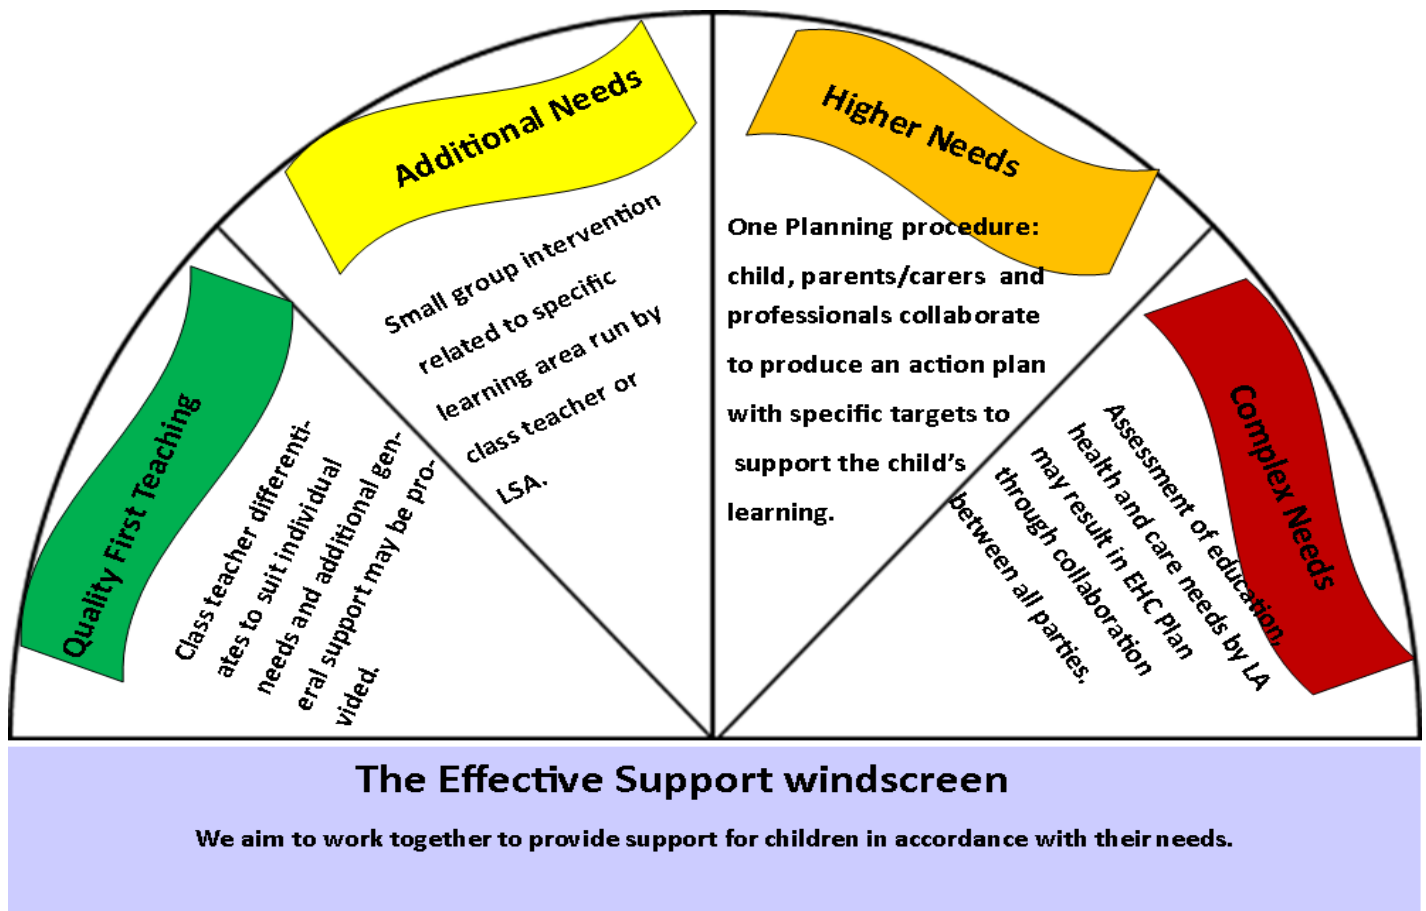 Quality First Teaching
Class teacher differenti-
ates to suit individual
needs and additional gen-
eral support may be pro-
vided.
Additional Needs
Small group intervention
related to specific
learning area run by
class teacher or
LSA.
Higher Needs
One Planning procedure:
child, parents/carers and
professionals collaborate
to produce an action plan
with specific targets to
support the child’s
learning.
Complex Needs
Assessment of education,
health and care needs by LA
may result in EHC Plan
through collaboration
between all parties.
The Effective Support windscreen
We aim to work together to provide support for children in accordance with their needs.